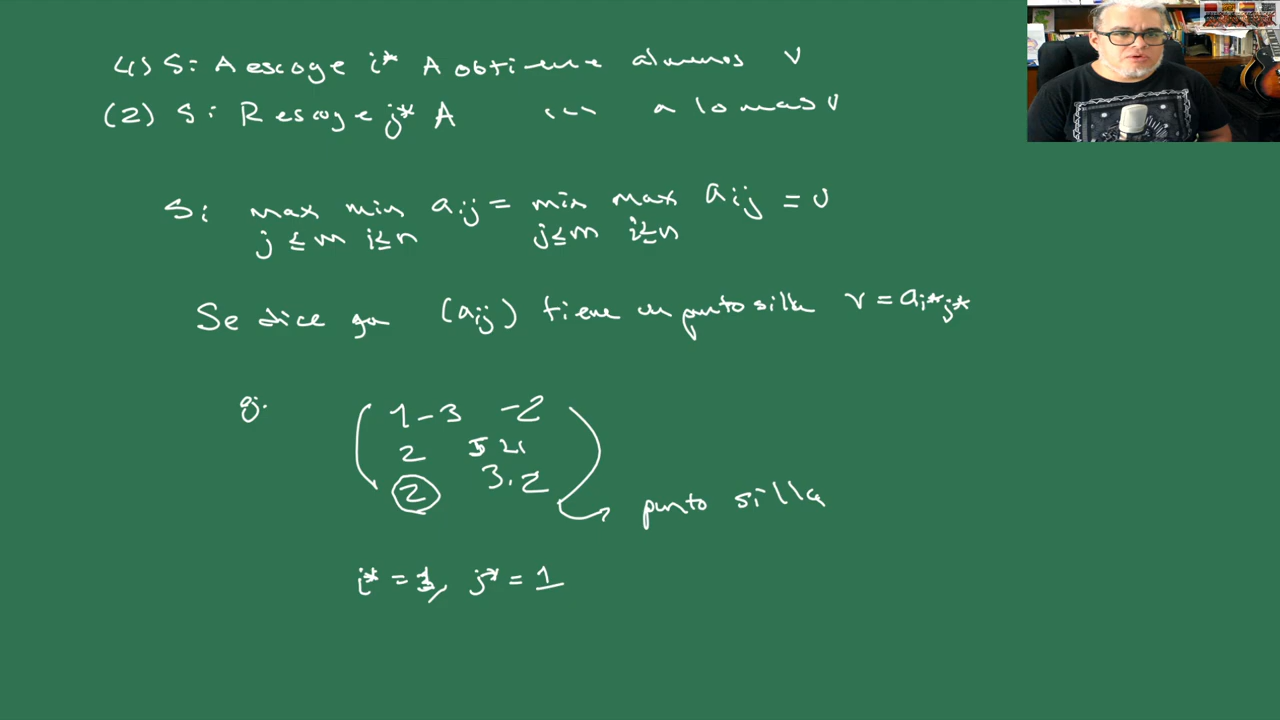 (1) Si A escoge i* A obtiene al menos v
(2) Si R escoge j* A ... a lo mas v
Si max min aij = min max aij = v
j ≤ m i ≤ n j ≤ m i ≤ n
Se dice que (aij) tiene un punto silla v = ai*j*
ej.
1 -3 -2
2 5 4
2 3 2
punto silla
i* = 3, j* = 1